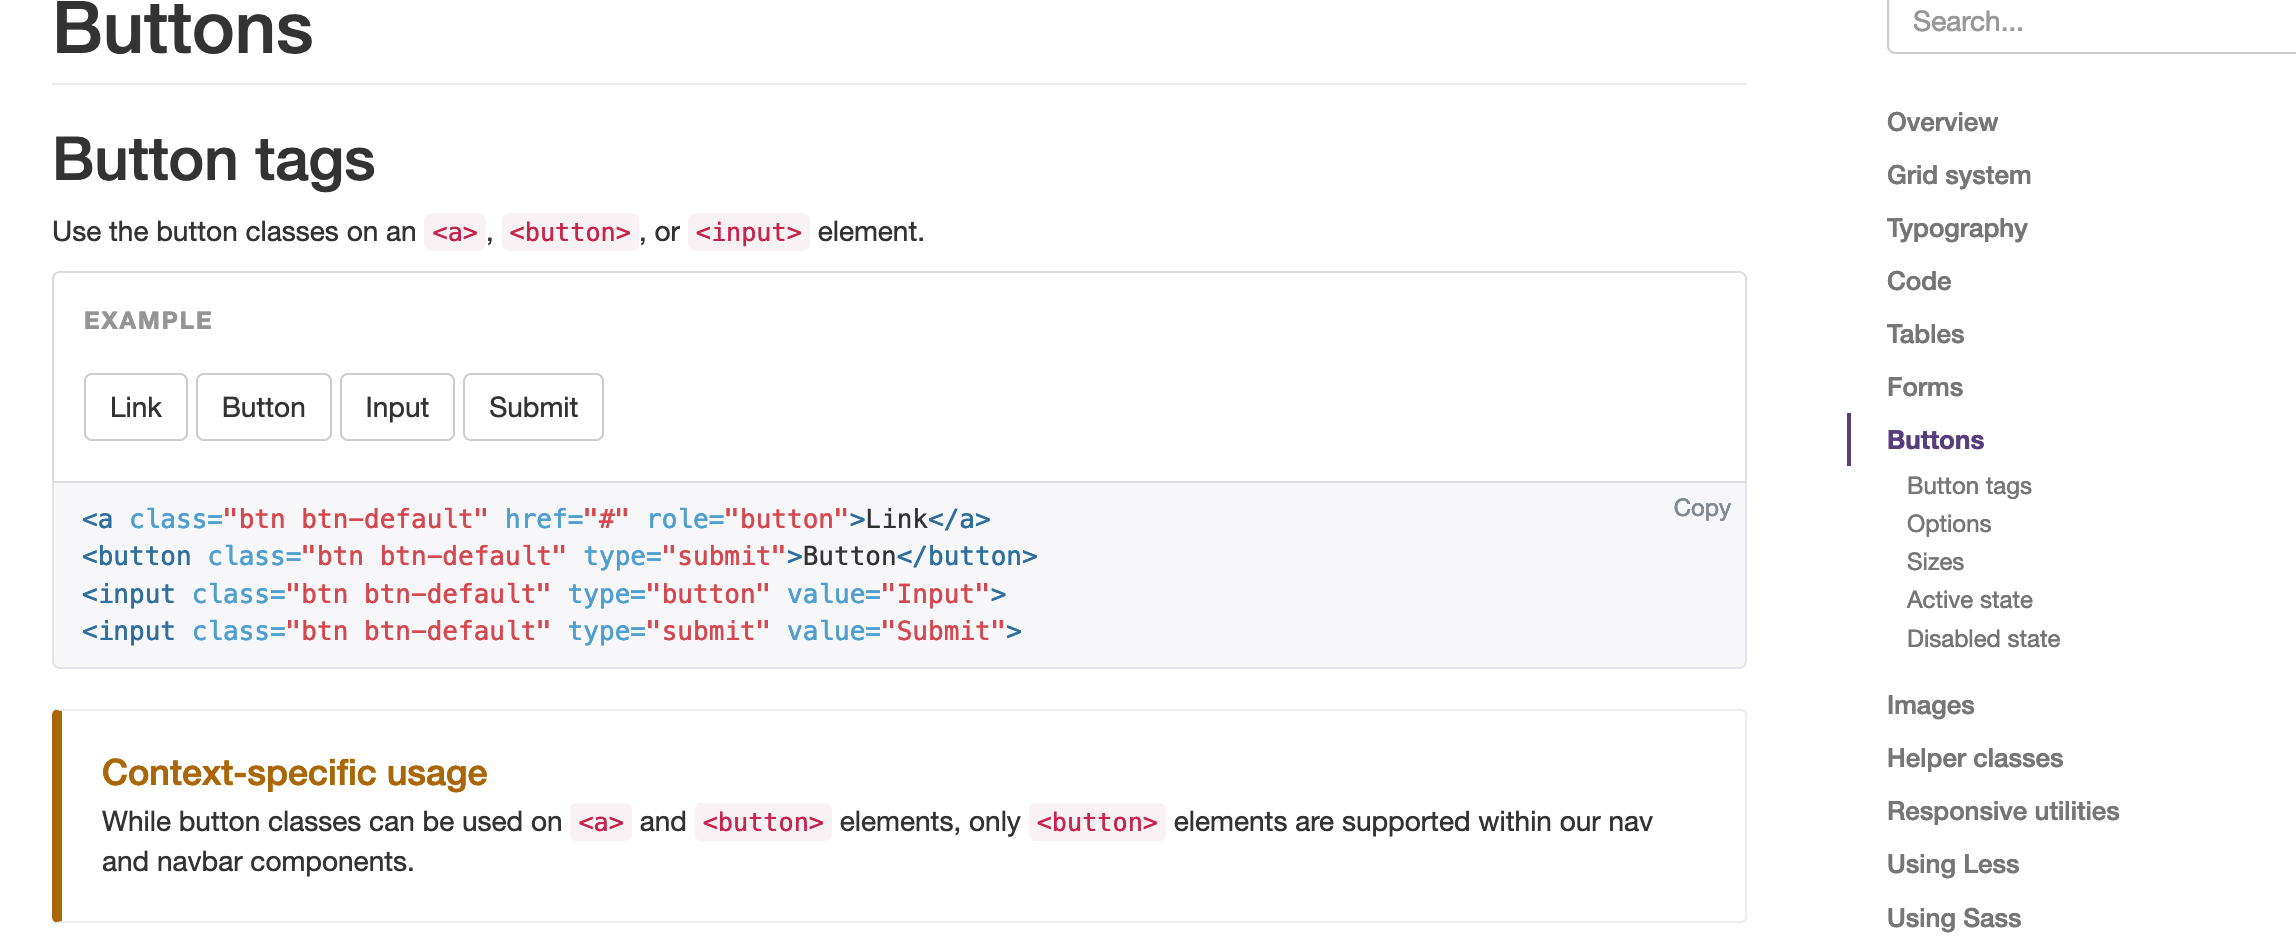 Buttons
Button tags
Use the button classes on an <a>, <button>, or <input> element.
EXAMPLE
Link Button Input Submit
Copy
<a class="btn btn-default" href="#" role="button">Link</a>
<button class="btn btn-default" type="submit">Button</button>
<input class="btn btn-default" type="button" value="Input">
<input class="btn btn-default" type="submit" value="Submit">
Context-specific usage
While button classes can be used on <a> and <button> elements, only <button> elements are supported within our nav
and navbar components.
Search...
Overview
Grid system
Typography
Code
Tables
Forms
Buttons
Button tags
Options
Sizes
Active state
Disabled state
Images
Helper classes
Responsive utilities
Using Less
Using Sass